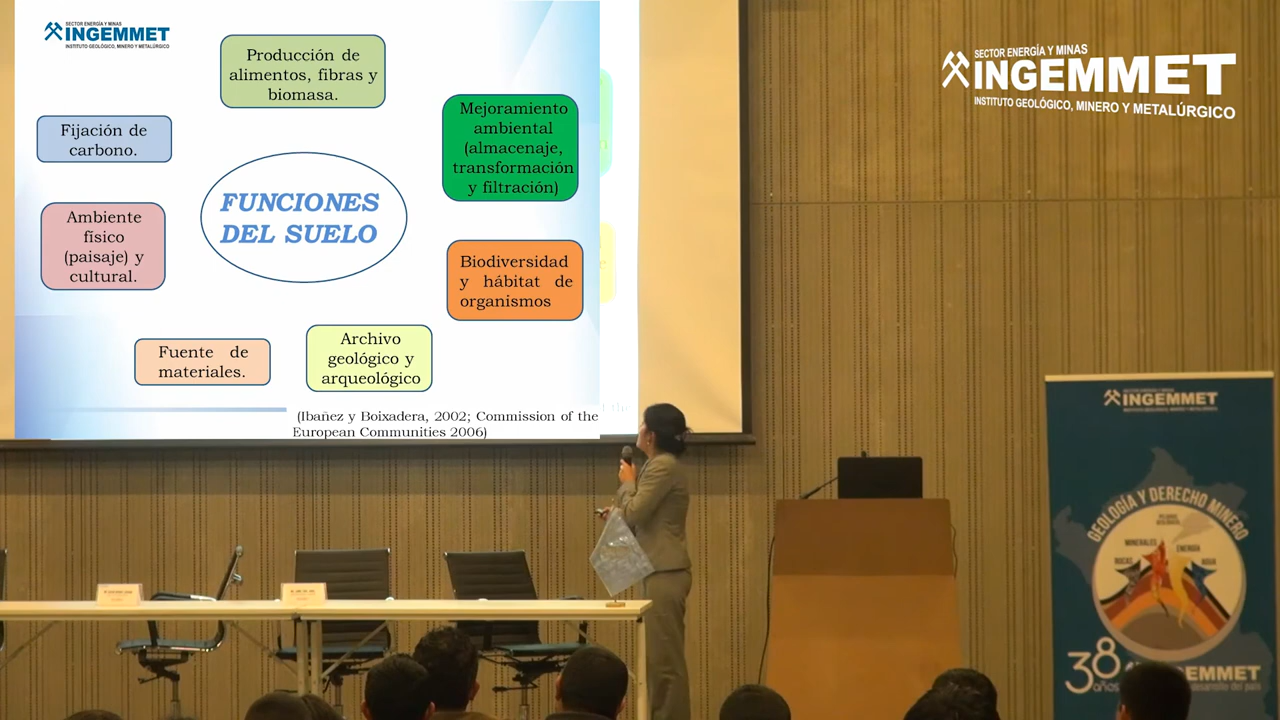 SECTOR ENERGÍA Y MINAS
INGEMMET
INSTITUTO GEOLÓGICO, MINERO Y METALÚRGICO
Producción de
alimentos, fibras y
biomasa.
Mejoramiento
ambiental
(almacenaje,
transformación
y filtración)
Fijación de
carbono.
FUNCIONES
DEL SUELO
Ambiente
físico
(paisaje) y
cultural.
Biodiversidad
y hábitat de
organismos
Archivo
geológico y
arqueológico
Fuente de
materiales.
(Ibañez y Boixadera, 2002; Commission of the
European Communities 2006)
SECTOR ENERGÍA Y MINAS
INGEMMET
INSTITUTO GEOLÓGICO, MINERO Y METALÚRGICO
INGEMMET
GEOLOGÍA Y DERECHO MINERO
MINERALES
ENERGÍA
ROCAS
AGUA
38
años
INGEMMET